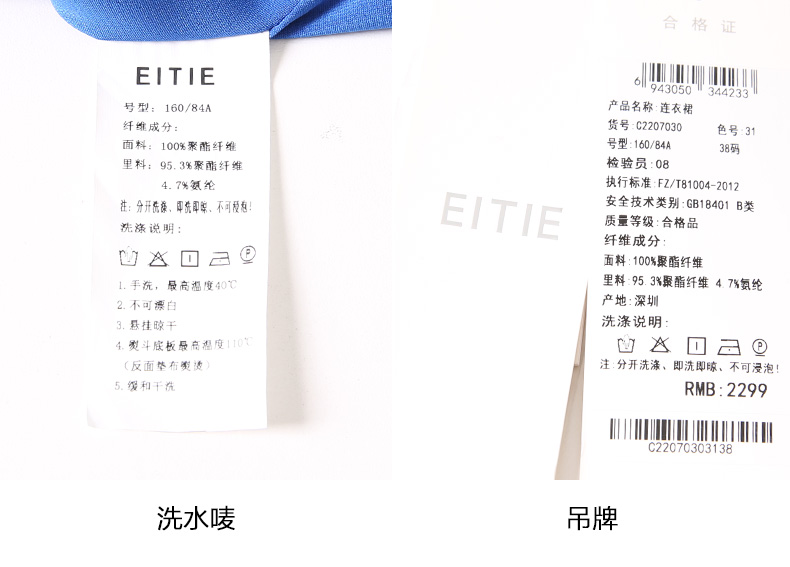 EITIE
号型: 160/84A
纤维成分:
面料: 100%聚酯纤维
里料: 95.3%聚酯纤维
4.7%氨纶
注: 分开洗涤、即洗即晾、不可浸泡!
洗涤说明:
P
1.手洗, 最高温度40℃
2.不可漂白
3.悬挂晾干
4.熨斗底板最高温度110℃
(反面垫布熨烫)
5.缓和干洗
洗水唛
EITIE
合格证
6 943050 344233
产品名称:连衣裙
货号:C2207030 色号:31
号型:160/84A 38码
检验员:08
执行标准:FZ/T81004-2012
安全技术类别:GB18401 B类
质量等级:合格品
纤维成分:
面料:100%聚酯纤维
里料:95.3%聚酯纤维 4.7%氨纶
产地:深圳
洗涤说明:
P
注:分开洗涤、即洗即晾、不可浸泡!
RMB:2299
C22070303138
吊牌